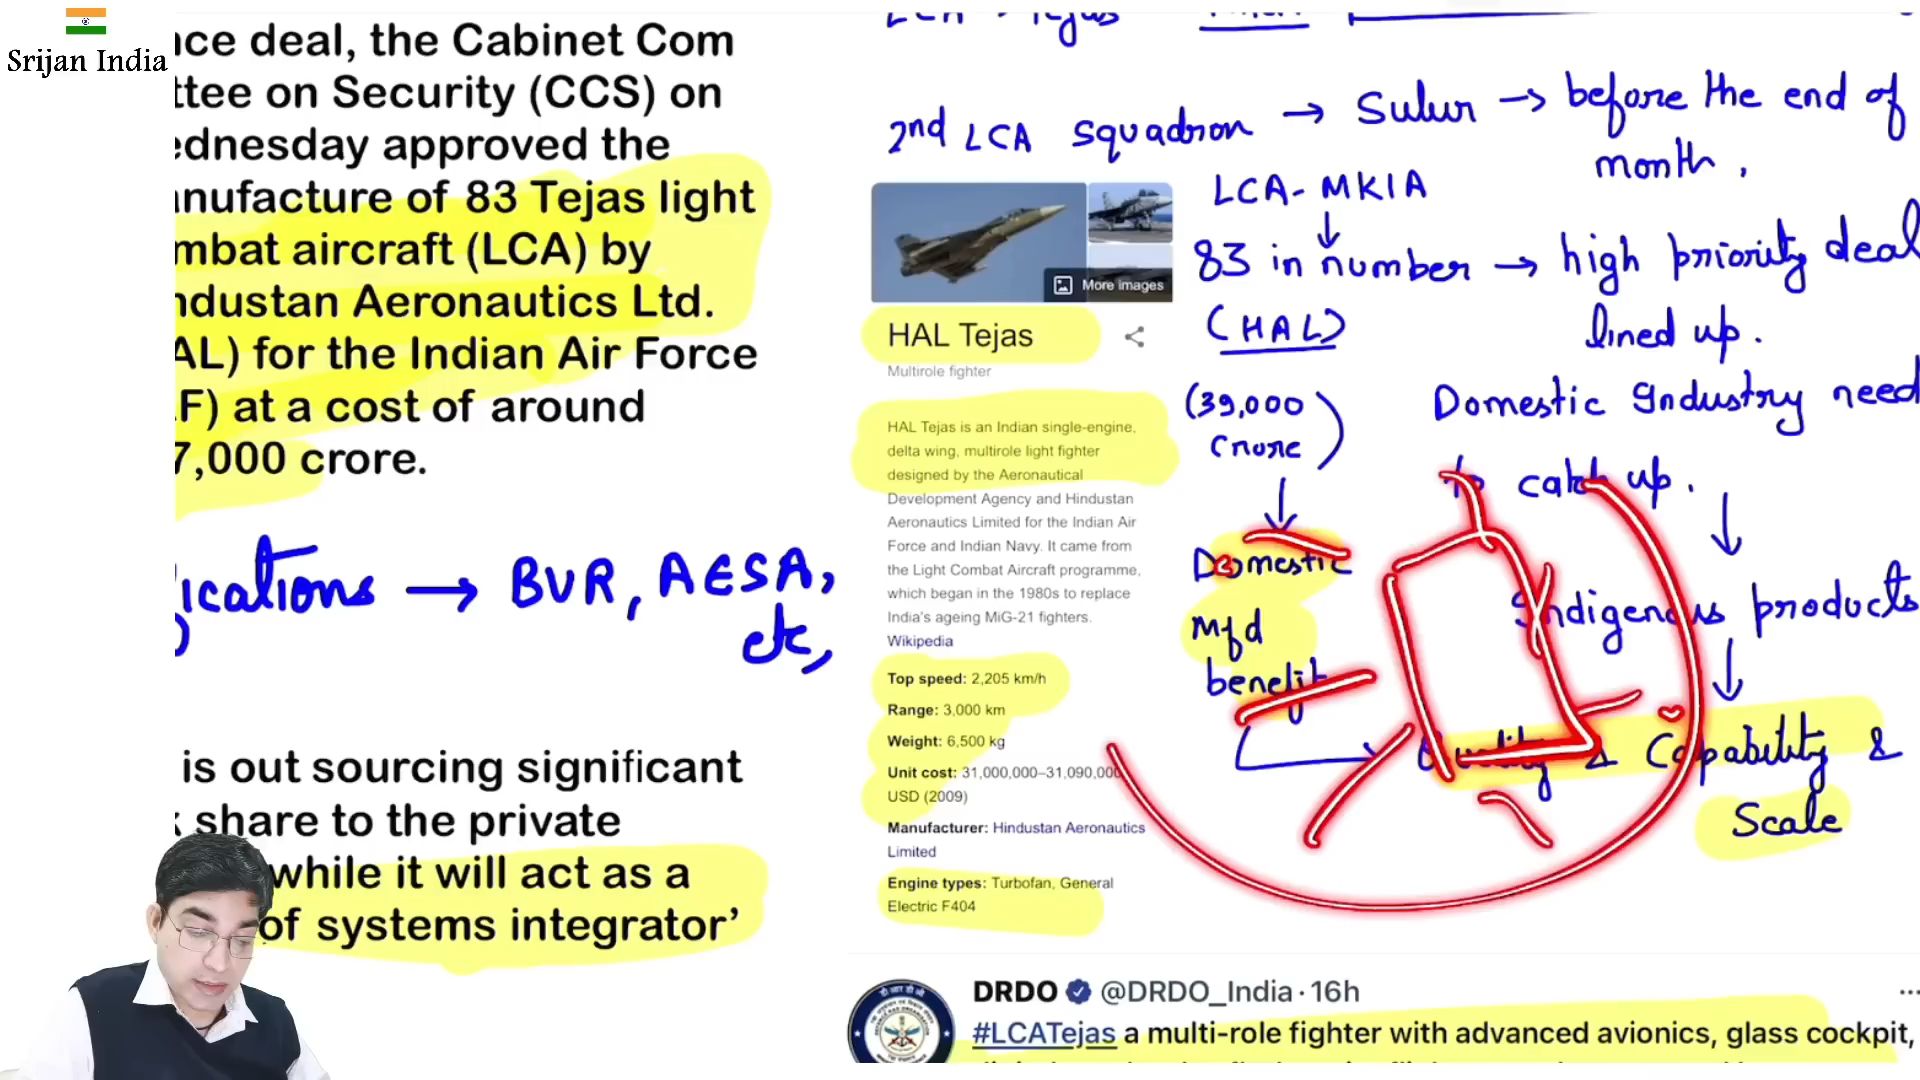 Srijan India
nce deal, the Cabinet Com
ttee on Security (CCS) on
ednesday approved the
anufacture of 83 Tejas light
mbat aircraft (LCA) by
ndustan Aeronautics Ltd.
AL) for the Indian Air Force
F) at a cost of around
7,000 crore.
ications → BVR, AESA,
etc,
is out sourcing significant
share to the private
while it will act as a
of systems integrator’
LCA → Tejas
2nd LCA squadron → Sulur → before the end of
month.
LCA-MK1A
83 in number → high priority deal
(HAL) lined up.
(39,000
crore)
Domestic Industry need
to catch up.
Domestic
Mfd
benefit
Indigenous products
Quality & Capability &
Scale
More images
HAL Tejas
Multirole fighter
HAL Tejas is an Indian single-engine,
delta wing, multirole light fighter
designed by the Aeronautical
Development Agency and Hindustan
Aeronautics Limited for the Indian Air
Force and Indian Navy. It came from
the Light Combat Aircraft programme,
which began in the 1980s to replace
India's ageing MiG-21 fighters.
Wikipedia
Top speed: 2,205 km/h
Range: 3,000 km
Weight: 6,500 kg
Unit cost: 31,000,000–31,090,000
USD (2009)
Manufacturer: Hindustan Aeronautics
Limited
Engine types: Turbofan, General
Electric F404
DRDO @DRDO_India · 16h
#LCATejas a multi-role fighter with advanced avionics, glass cockpit,